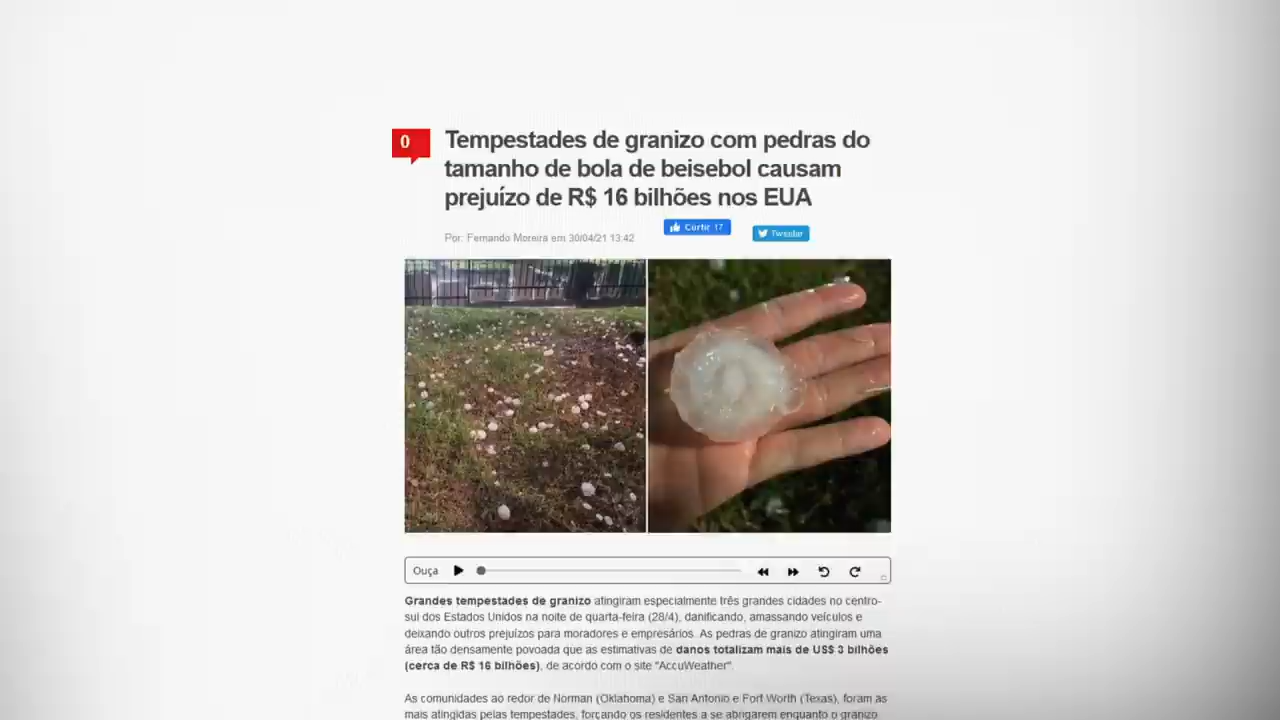 0
Tempestades de granizo com pedras do
tamanho de bola de beisebol causam
prejuízo de R$ 16 bilhões nos EUA
Por: Fernando Moreira em 30/04/21 13:42
Curtir 17
Tweetar
Ouça
Grandes tempestades de granizo atingiram especialmente três grandes cidades no centro-
sul dos Estados Unidos na noite de quarta-feira (28/4), danificando, amassando veículos e
deixando outros prejuízos para moradores e empresários. As pedras de granizo atingiram uma
área tão densamente povoada que as estimativas de danos totalizam mais de US$ 3 bilhões
(cerca de R$ 16 bilhões), de acordo com o site "AccuWeather".
As comunidades ao redor de Norman (Oklahoma) e San Antonio e Fort Worth (Texas), foram as
mais atingidas pelas tempestades, forçando os residentes a se abrigarem enquanto o granizo